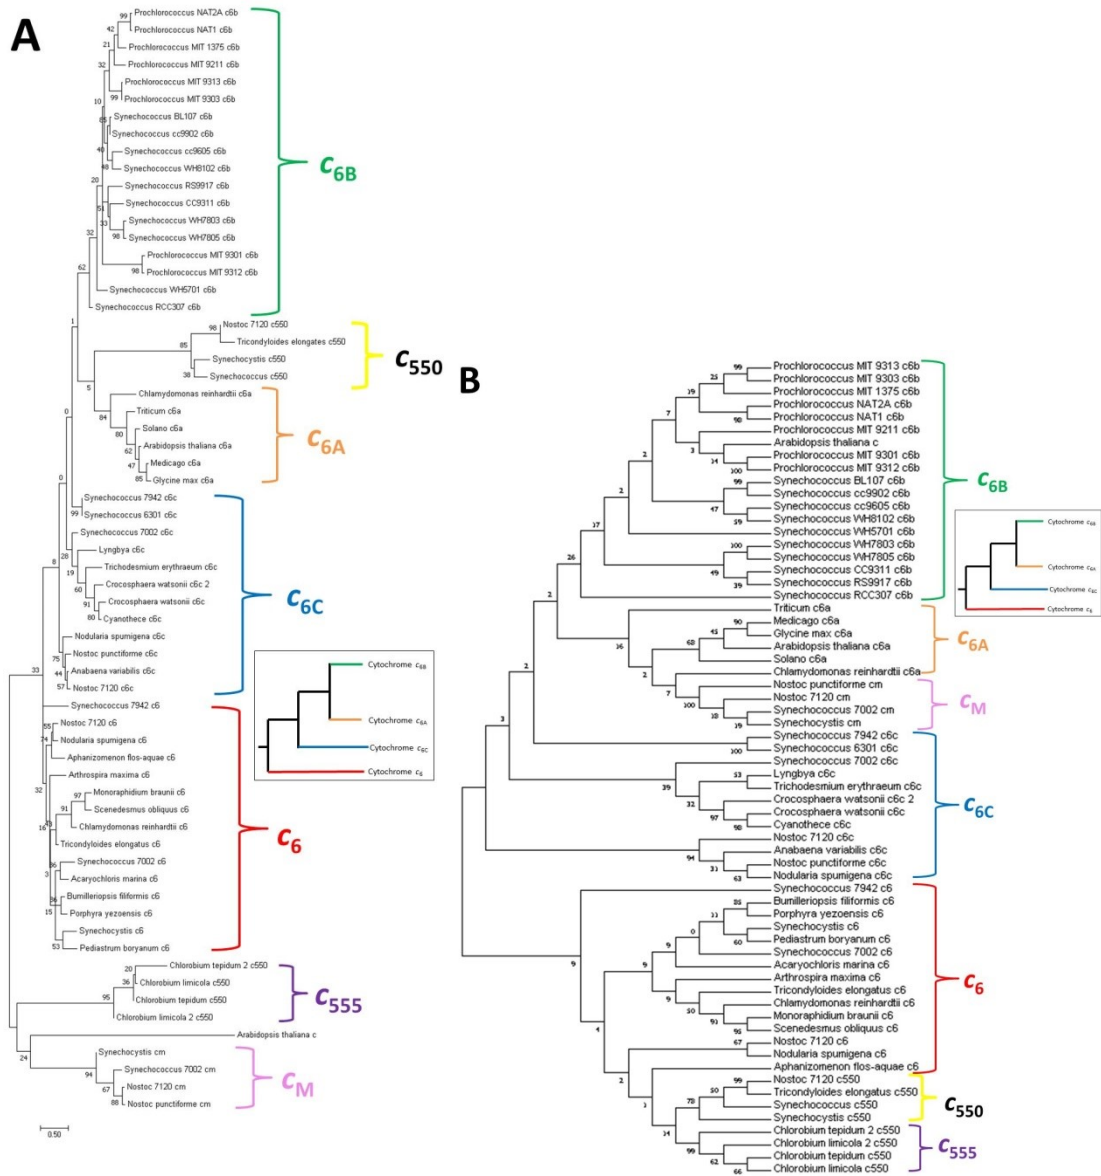 A
Prochlorococcus NAT2A c6b
Prochlorococcus NAT1 c6b
Prochlorococcus MIT 1375 c6b
Prochlorococcus MIT 9211 c6b
Prochlorococcus MIT 9313 c6b
Prochlorococcus MIT 9303 c6b
Synechococcus BL107 c6b
Synechococcus cc9902 c6b
Synechococcus cc9605 c6b
Synechococcus WH8102 c6b
Synechococcus RS9917 c6b
Synechococcus CC9311 c6b
Synechococcus WH7803 c6b
Synechococcus WH7805 c6b
Prochlorococcus MIT 9301 c6b
Prochlorococcus MIT 9312 c6b
Synechococcus WH5701 c6b
Synechococcus RCC307 c6b
c6B
Nostoc 7120 c550
Tricondyloides elongates c550
Synechocystis c550
Synechococcus c550
c550
Chlamydomonas reinhardtii c6a
Triticum c6a
Solano c6a
Arabidopsis thaliana c6a
Medicago c6a
Glycine max c6a
c6A
Synechococcus 7942 c6c
Synechococcus 6301 c6c
Synechococcus 7002 c6c
Lyngbya c6c
Trichodesmium erythraeum c6c
Crocosphaera watsonii c6c 2
Crocosphaera watsonii c6c
Cyanothece c6c
Nodularia spumigena c6c
Nostoc punctiforme c6c
Anabaena variabilis c6c
Nostoc 7120 c6c
c6C
Synechococcus 7942 c6
Nostoc 7120 c6
Nodularia spumigena c6
Aphanizomenon flos-aquae c6
Arthrospira maxima c6
Monoraphidium braunii c6
Scenedesmus obliquus c6
Chlamydomonas reinhardtii c6
Tricondyloides elongatus c6
Synechococcus 7002 c6
Acaryochloris marina c6
Bumilleriopsis filiformis c6
Porphyra yezoensis c6
Synechocystis c6
Pediastrum boryanum c6
c6
Chlorobium tepidum 2 c550
Chlorobium limicola c550
Chlorobium tepidum c550
Chlorobium limicola 2 c550
c555
Arabidopsis thaliana c
Synechocystis cm
Synechococcus 7002 cm
Nostoc 7120 cm
Nostoc punctiforme cm
cM
0.50
Cytochrome c6B
Cytochrome c6A
Cytochrome c6C
Cytochrome c6
B
Prochlorococcus MIT 9313 c6b
Prochlorococcus MIT 9303 c6b
Prochlorococcus MIT 1375 c6b
Prochlorococcus NAT2A c6b
Prochlorococcus NAT1 c6b
Prochlorococcus MIT 9211 c6b
Arabidopsis thaliana c
Prochlorococcus MIT 9301 c6b
Prochlorococcus MIT 9312 c6b
Synechococcus BL107 c6b
Synechococcus cc9902 c6b
Synechococcus cc9605 c6b
Synechococcus WH8102 c6b
Synechococcus WH5701 c6b
Synechococcus WH7803 c6b
Synechococcus WH7805 c6b
Synechococcus CC9311 c6b
Synechococcus RS9917 c6b
Synechococcus RCC307 c6b
c6B
Triticum c6a
Medicago c6a
Glycine max c6a
Arabidopsis thaliana c6a
Solano c6a
Chlamydomonas reinhardtii c6a
c6A
Nostoc punctiforme cm
Nostoc 7120 cm
Synechococcus 7002 cm
Synechocystis cm
cM
Synechococcus 7942 c6c
Synechococcus 6301 c6c
Synechococcus 7002 c6c
Lyngbya c6c
Trichodesmium erythraeum c6c
Crocosphaera watsonii c6c 2
Crocosphaera watsonii c6c
Cyanothece c6c
Nostoc 7120 c6c
Anabaena variabilis c6c
Nostoc punctiforme c6c
Nodularia spumigena c6c
c6C
Synechococcus 7942 c6
Bumilleriopsis filiformis c6
Porphyra yezoensis c6
Synechocystis c6
Pediastrum boryanum c6
Synechococcus 7002 c6
Acaryochloris marina c6
Arthrospira maxima c6
Tricondyloides elongatus c6
Chlamydomonas reinhardtii c6
Monoraphidium braunii c6
Scenedesmus obliquus c6
Nostoc 7120 c6
Nodularia spumigena c6
Aphanizomenon flos-aquae c6
c6
Nostoc 7120 c550
Tricondyloides elongatus c550
Synechococcus c550
Synechocystis c550
c550
Chlorobium tepidum 2 c550
Chlorobium limicola 2 c550
Chlorobium tepidum c550
Chlorobium limicola c550
c555
Cytochrome c6B
Cytochrome c6A
Cytochrome c6C
Cytochrome c6